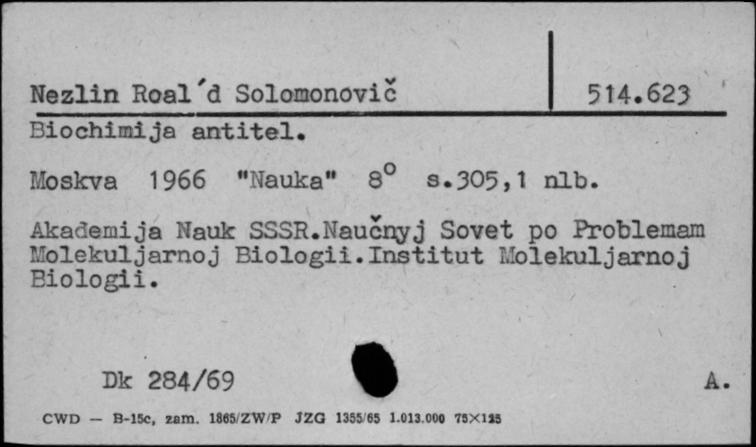 Nezlin Roal´d Solomonovič 514.623
Biochimija antitel.
Moskva 1966 "Nauka" 8° s.305,1 nlb.
Akademija Nauk SSSR.Naučnyj Sovet po Problemam
Molekuljarnoj Biologii.Institut Molekuljarnoj
Biologii.
Dk 284/69 A.
CWD — B-15c, zam. 1865/ZW/P JZG 1355/65 1.013.000 75×125